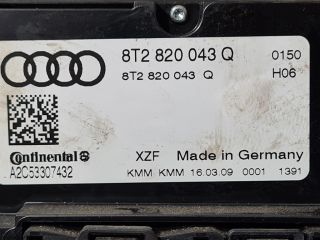 8T2 820 043 Q 0150
8T2 820 043 Q H06
Continental
A2C53307432
XZF Made in Germany
KMM KMM 16.03.09 0001 1391